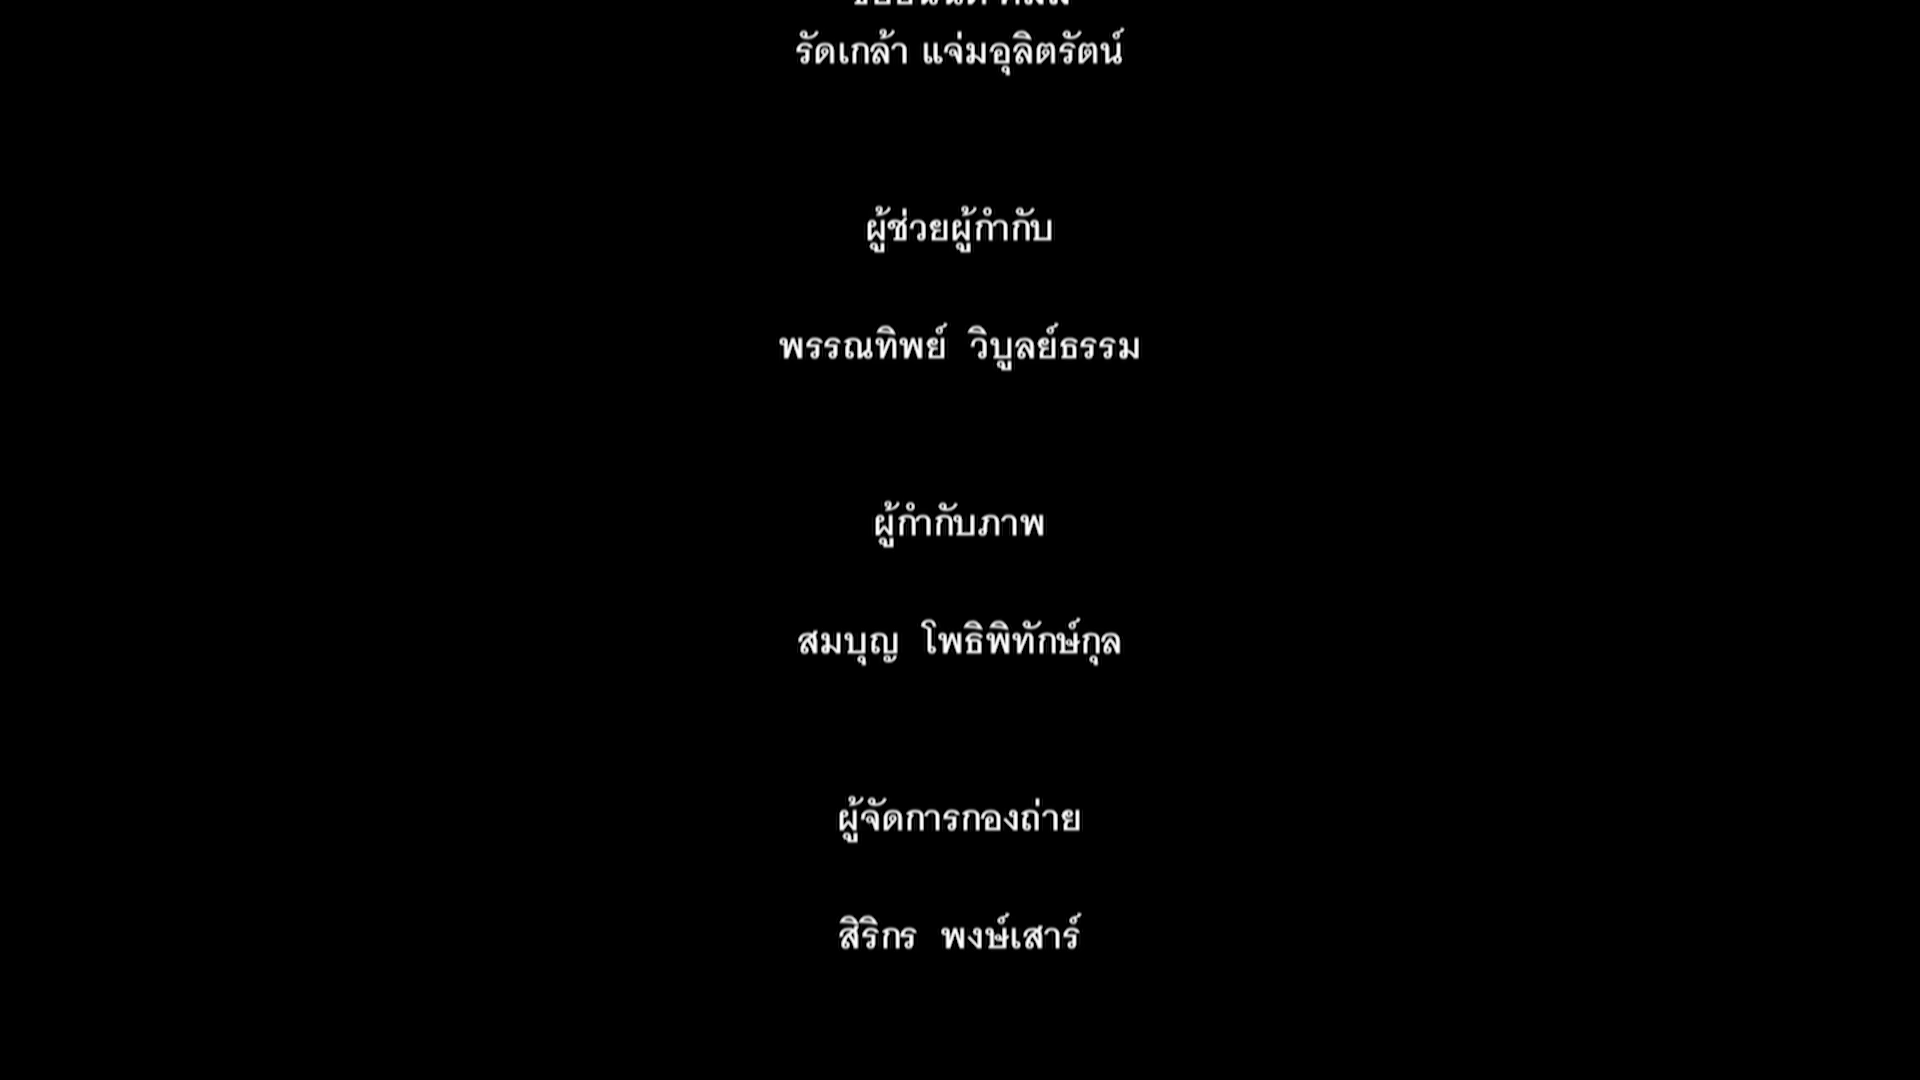 รัดเกล้า แจ่มอุลิตรัตน์
ผู้ช่วยผู้กำกับ
พรรณทิพย์ วิบูลย์ธรรม
ผู้กำกับภาพ
สมบุญ โพธิพิทักษ์กุล
ผู้จัดการกองถ่าย
สิริกร พงษ์เสาร์